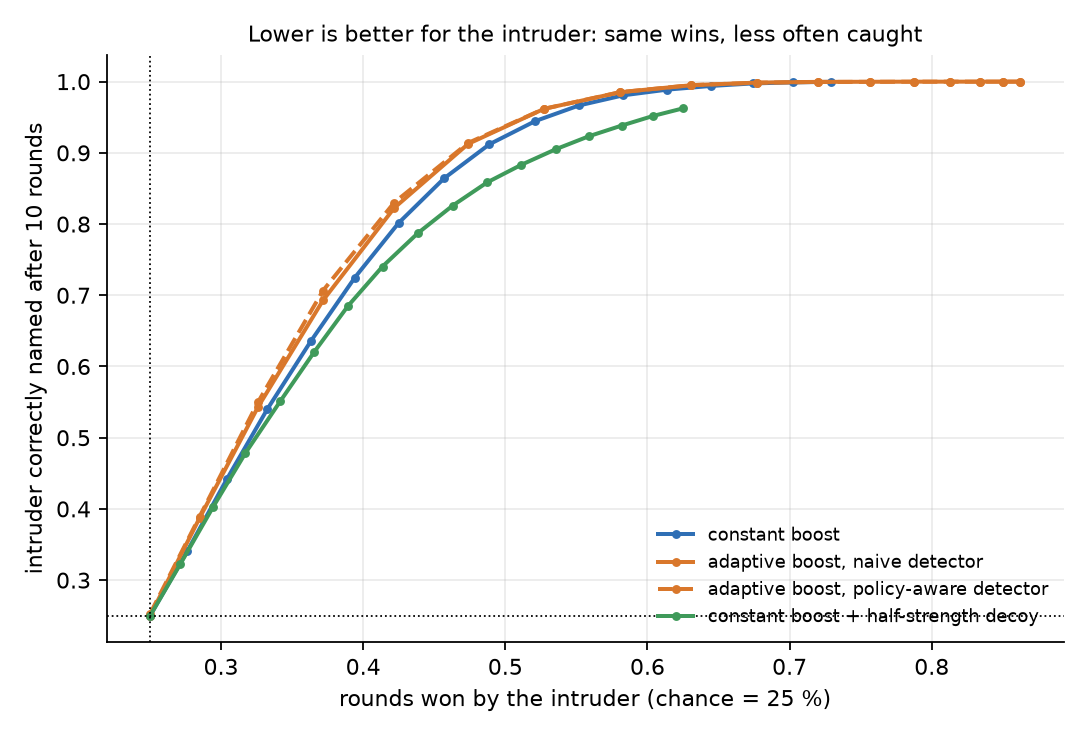 Lower is better for the intruder: same wins, less often caught
intruder correctly named after 10 rounds
1.0
0.9
0.8
0.7
0.6
0.5
0.4
0.3
constant boost
adaptive boost, naive detector
adaptive boost, policy-aware detector
constant boost + half-strength decoy
0.3 0.4 0.5 0.6 0.7 0.8
rounds won by the intruder (chance = 25 %)